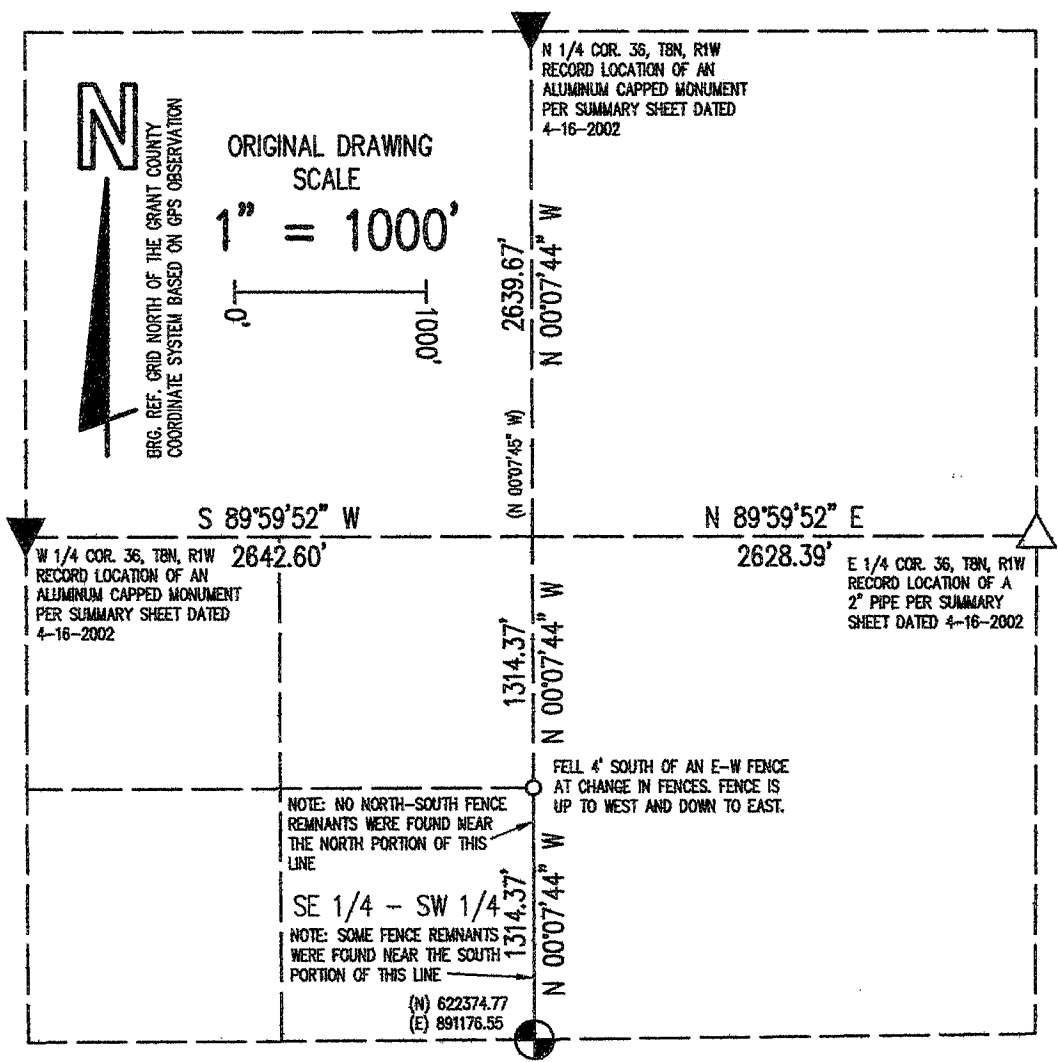 N 1/4 COR. 36, T8N, R1W
RECORD LOCATION OF AN
ALUMINUM CAPPED MONUMENT
PER SUMMARY SHEET DATED
4-16-2002
N
BRG. REF. GRID NORTH OF THE GRANT COUNTY
COORDINATE SYSTEM BASED ON GPS OBSERVATION
ORIGINAL DRAWING
SCALE
1" = 1000'
0'
1000'
2639.67'
N 00°07'44" W
(N 00°07'45" W)
S 89°59'52" W
2642.60'
N 89°59'52" E
2628.39'
W 1/4 COR. 36, T8N, R1W
RECORD LOCATION OF AN
ALUMINUM CAPPED MONUMENT
PER SUMMARY SHEET DATED
4-16-2002
E 1/4 COR. 36, T8N, R1W
RECORD LOCATION OF A
2" PIPE PER SUMMARY
SHEET DATED 4-16-2002
1314.37'
N 00°07'44" W
FELL 4' SOUTH OF AN E-W FENCE
AT CHANGE IN FENCES. FENCE IS
UP TO WEST AND DOWN TO EAST.
NOTE: NO NORTH-SOUTH FENCE
REMNANTS WERE FOUND NEAR
THE NORTH PORTION OF THIS
LINE
SE 1/4 - SW 1/4
NOTE: SOME FENCE REMNANTS
WERE FOUND NEAR THE SOUTH
PORTION OF THIS LINE
1314.37'
N 00°07'44" W
(N) 622374.77
(E) 891176.55